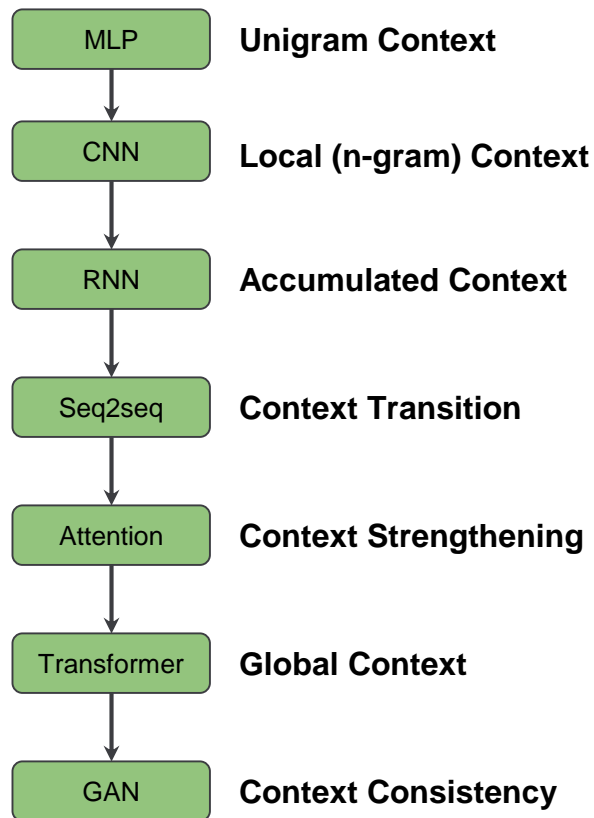 MLP
Unigram Context
CNN
Local (n-gram) Context
RNN
Accumulated Context
Seq2seq
Context Transition
Attention
Context Strengthening
Transformer
Global Context
GAN
Context Consistency